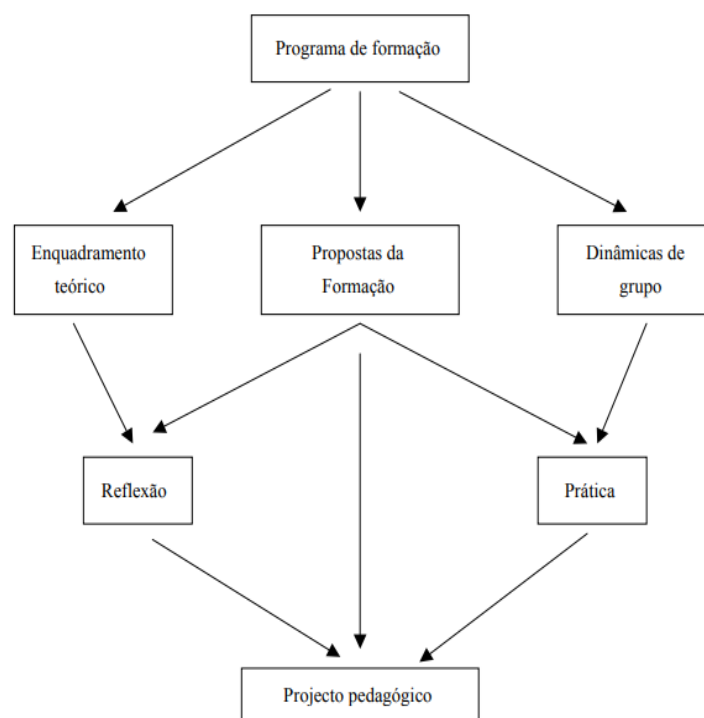 Programa de formação
Enquadramento
teórico
Propostas da
Formação
Dinâmicas de
grupo
Reflexão
Prática
Projecto pedagógico